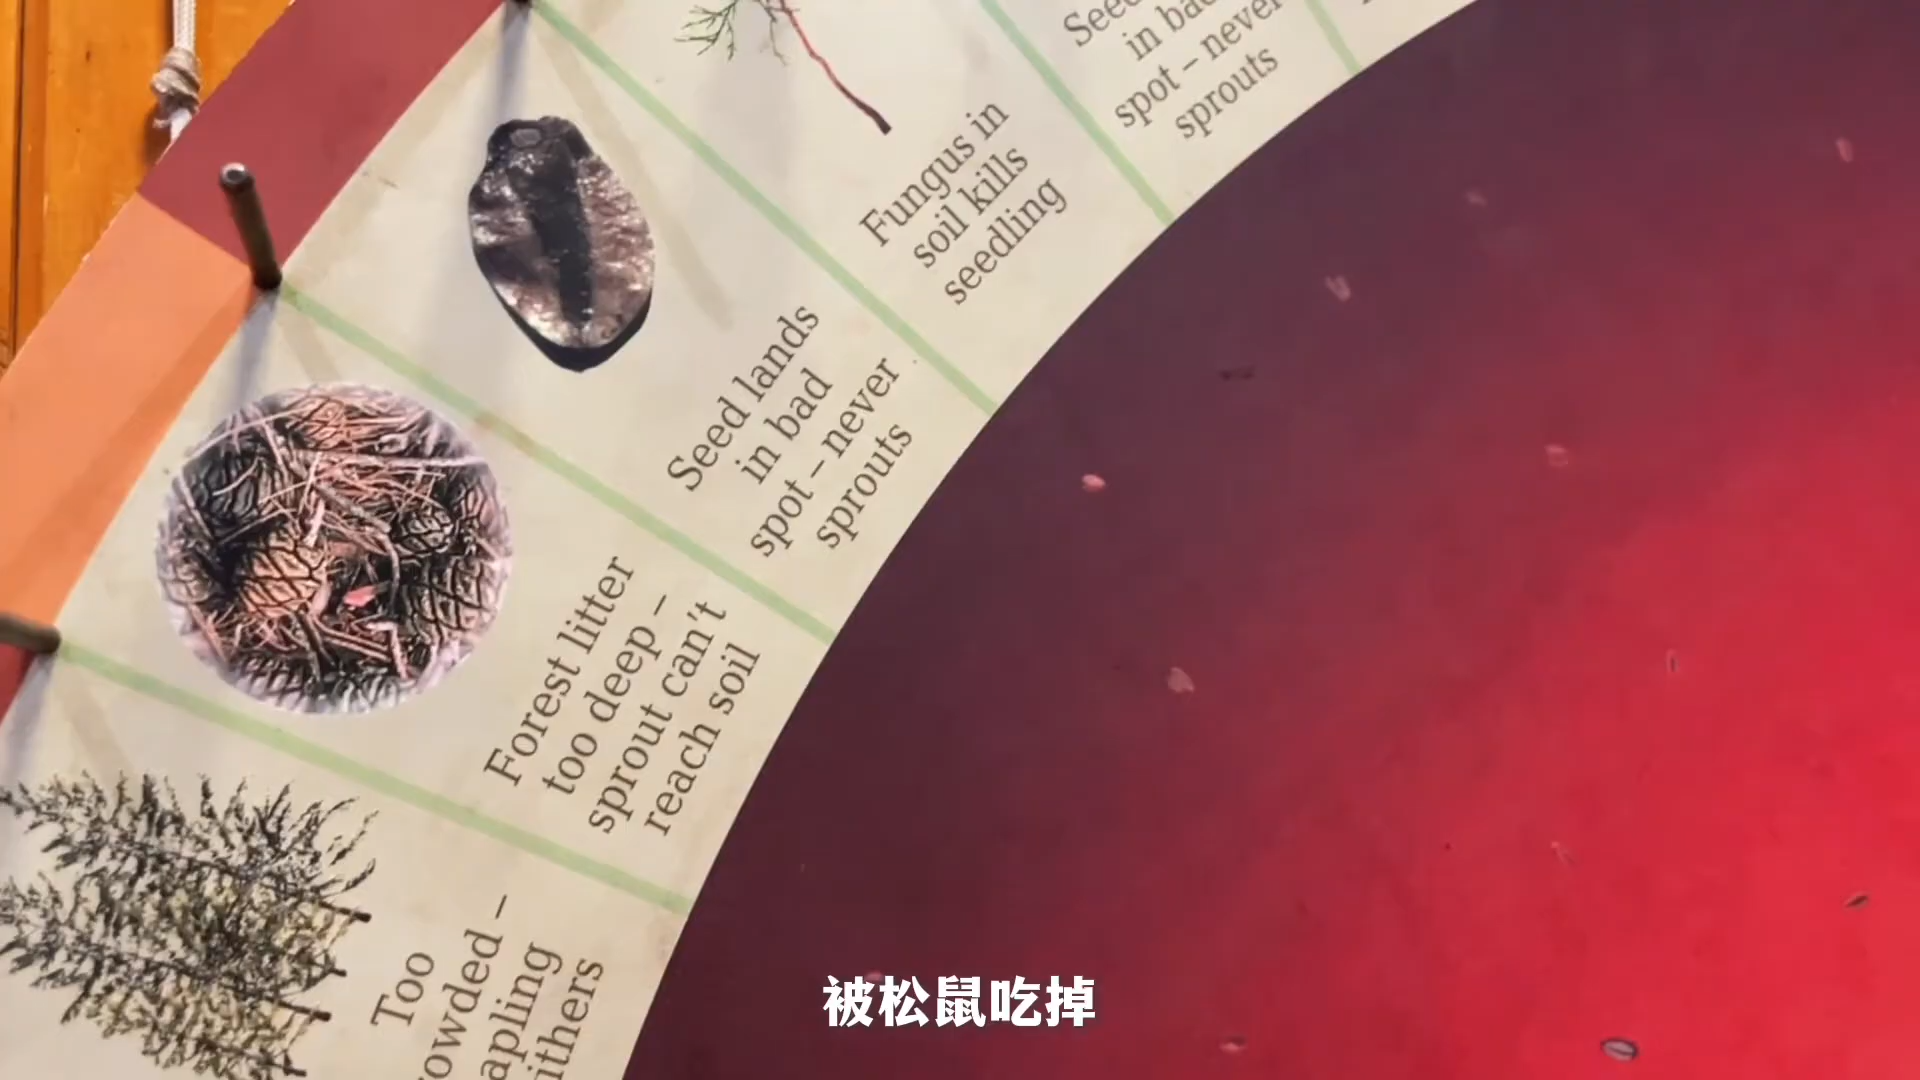 in bad
spot – never
sprouts
Fungus in
soil kills
seedling
Seed lands
in bad
spot – never
sprouts
Forest litter
too deep –
sprout can't
reach soil
Too
被松鼠吃掉